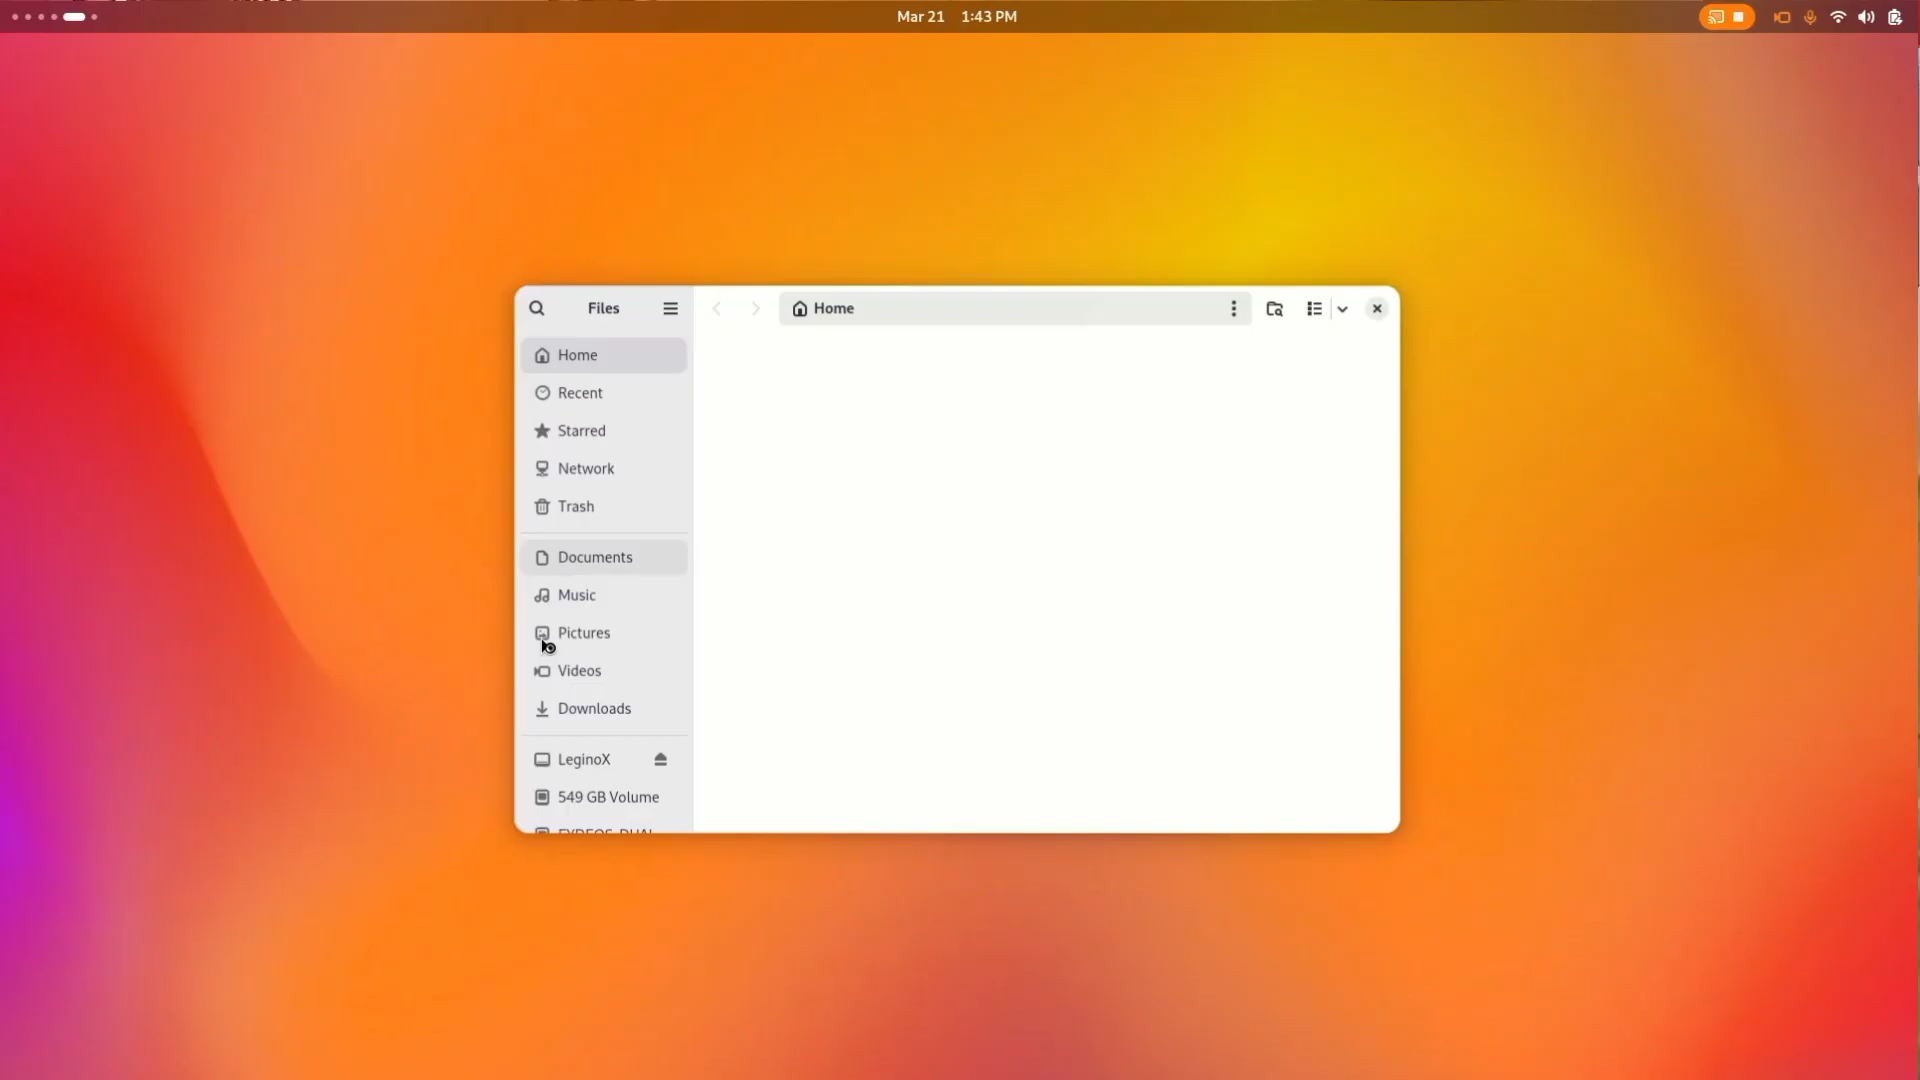 Mar 21 1:43 PM
Files
Home
Home
Recent
Starred
Network
Trash
Documents
Music
Pictures
Videos
Downloads
LeginoX
549 GB Volume